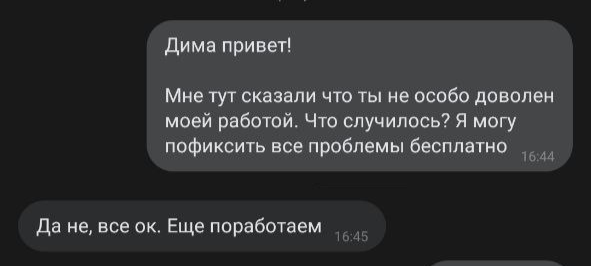 Дима привет!
Мне тут сказали что ты не особо доволен
моей работой. Что случилось? Я могу
пофиксить все проблемы бесплатно
16:44
Да не, все ок. Еще поработаем
16:45